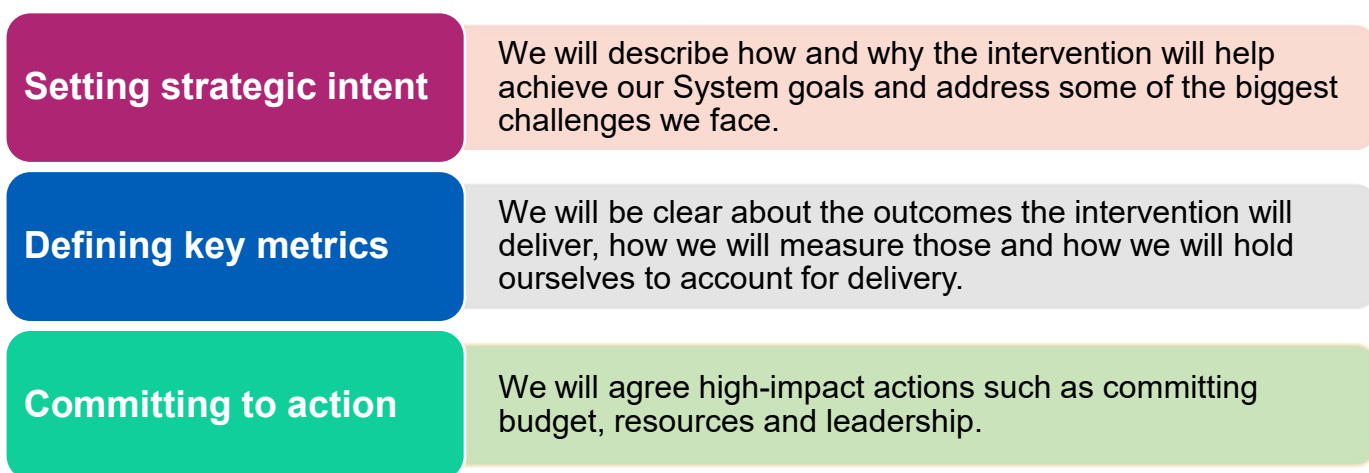 Setting strategic intent
We will describe how and why the intervention will help
achieve our System goals and address some of the biggest
challenges we face.
Defining key metrics
We will be clear about the outcomes the intervention will
deliver, how we will measure those and how we will hold
ourselves to account for delivery.
Committing to action
We will agree high-impact actions such as committing
budget, resources and leadership.